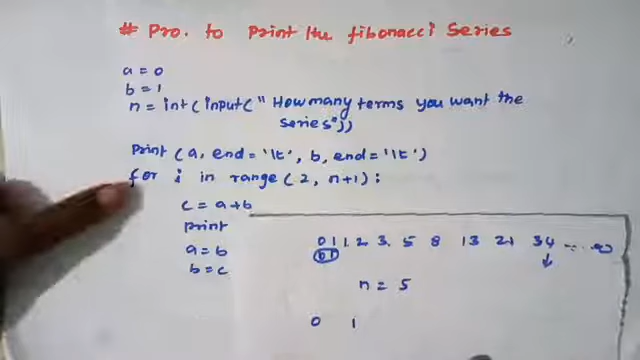 # Pro. to Print the fibonacci Series
a = 0
b = 1
n = int(input("How many terms you want the
series"))
Print (a, end = '\t', b, end = '\t')
for i in range (2, n+1):
c = a+b
Print
a = b
b = c
0 1 1 2 3 5 8 13 21 34 ... ∞
0 1
n = 5
0 1